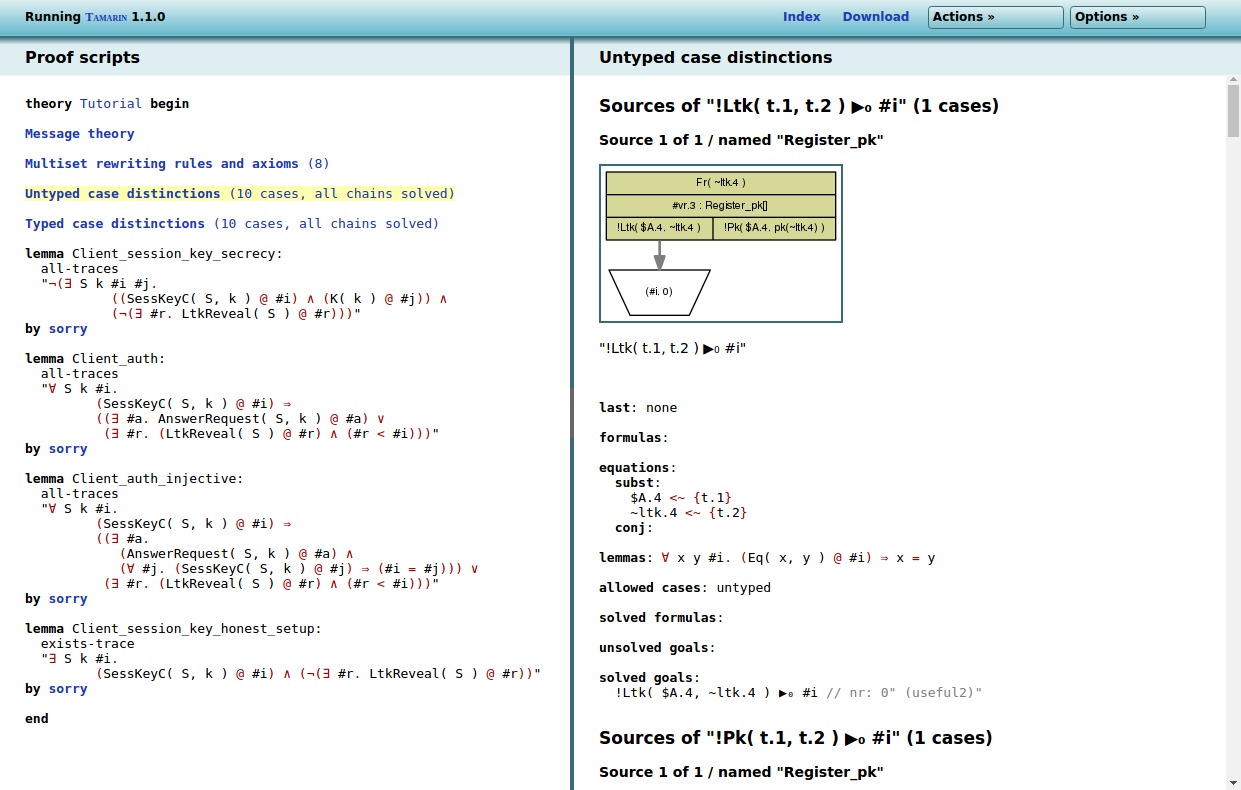 Running TAMARIN 1.1.0
Index
Download
Actions »
Options »
Proof scripts
theory Tutorial begin
Message theory
Multiset rewriting rules and axioms (8)
Untyped case distinctions (10 cases, all chains solved)
Typed case distinctions (10 cases, all chains solved)
lemma Client_session_key_secrecy:
all-traces
"¬(∃ S k #i #j.
((SessKeyC( S, k ) @ #i) ∧ (K( k ) @ #j)) ∧
(¬(∃ #r. LtkReveal( S ) @ #r)))"
by sorry
lemma Client_auth:
all-traces
"∀ S k #i.
(SessKeyC( S, k ) @ #i) ⇒
((∃ #a. AnswerRequest( S, k ) @ #a) ∨
(∃ #r. (LtkReveal( S ) @ #r) ∧ (#r < #i)))"
by sorry
lemma Client_auth_injective:
all-traces
"∀ S k #i.
(SessKeyC( S, k ) @ #i) ⇒
((∃ #a.
(AnswerRequest( S, k ) @ #a) ∧
(∀ #j. (SessKeyC( S, k ) @ #j) ⇒ (#i = #j))) ∨
(∃ #r. (LtkReveal( S ) @ #r) ∧ (#r < #i)))"
by sorry
lemma Client_session_key_honest_setup:
exists-trace
"∃ S k #i.
(SessKeyC( S, k ) @ #i) ∧ (¬(∃ #r. LtkReveal( S ) @ #r))"
by sorry
end
Untyped case distinctions
Sources of "!Ltk( t.1, t.2 ) ▶₀ #i" (1 cases)
Source 1 of 1 / named "Register_pk"
Fr( ~ltk.4 )
#vr.3 : Register_pk[]
!Ltk( $A.4, ~ltk.4 )
!Pk( $A.4, pk(~ltk.4) )
(#i, 0)
"!Ltk( t.1, t.2 ) ▶₀ #i"
last: none
formulas:
equations:
subst:
$A.4 <~ {t.1}
~ltk.4 <~ {t.2}
conj:
lemmas: ∀ x y #i. (Eq( x, y ) @ #i) ⇒ x = y
allowed cases: untyped
solved formulas:
unsolved goals:
solved goals:
!Ltk( $A.4, ~ltk.4 ) ▶₀ #i // nr: 0" (useful2)"
Sources of "!Pk( t.1, t.2 ) ▶₀ #i" (1 cases)
Source 1 of 1 / named "Register_pk"